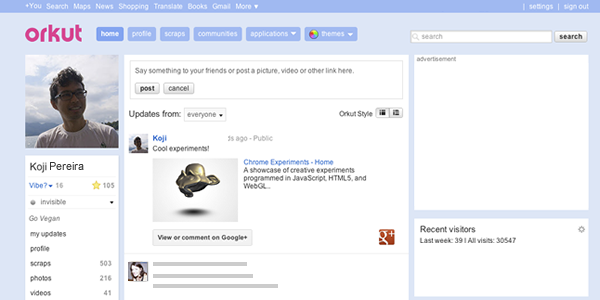 +You Search Maps News Shopping Translate Books Gmail More ▾ | settings | sign out
orkut home profile scraps communities applications ▾ themes ▾ search search
advertisement
Say something to your friends or post a picture, video or other link here.
post cancel
Updates from: everyone ▾ Orkut Style
Koji ts ago - Public
Cool experiments!
Chrome Experiments - Home
A showcase of creative experiments
programmed in JavaScript, HTML5, and
WebGL..
View or comment on Google+
g+
Koji Pereira
Vibe? ▾ 16 105
invisible ▾
Go Vegan
my updates
profile
scraps 503
photos 216
videos 41
Recent visitors
Last week: 39 I All visits: 30547